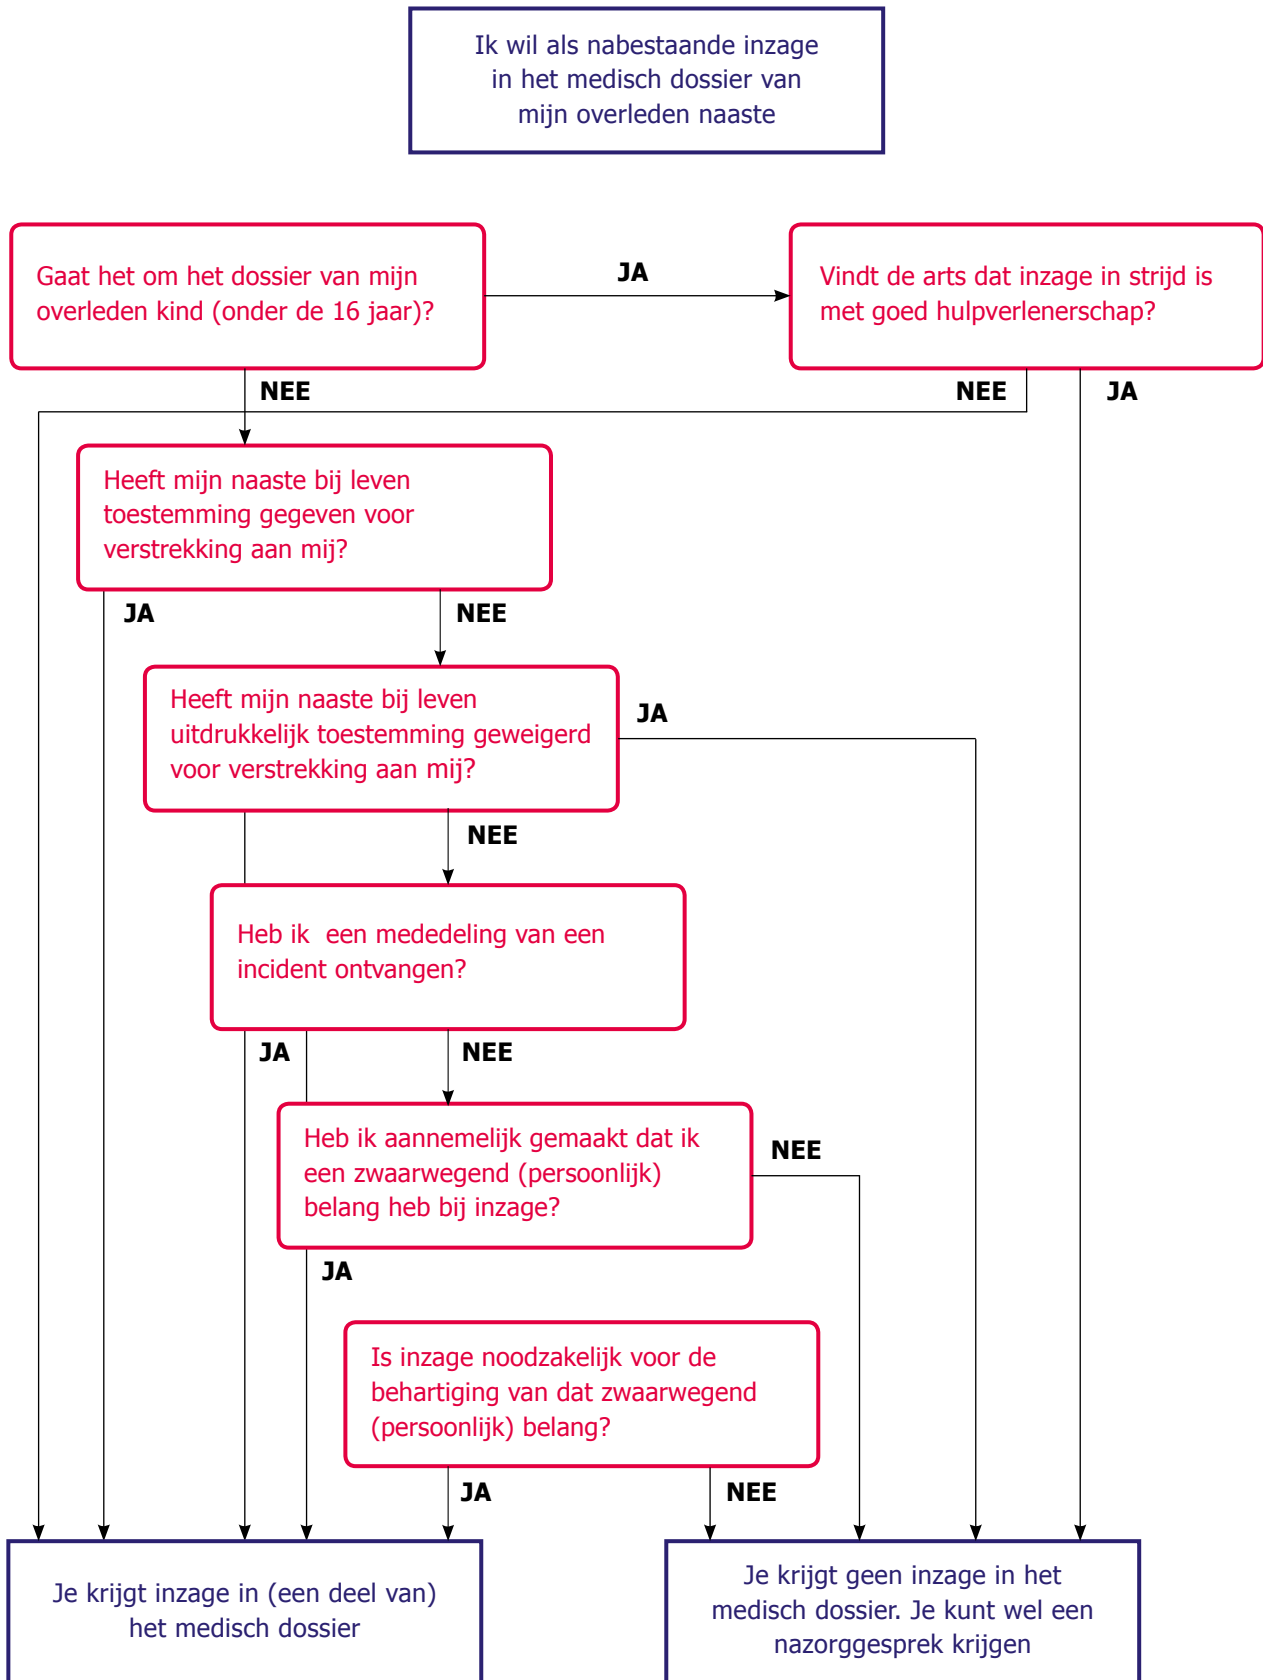 Ik wil als nabestaande inzage
in het medisch dossier van
mijn overleden naaste
Gaat het om het dossier van mijn
overleden kind (onder de 16 jaar)?
JA
Vindt de arts dat inzage in strijd is
met goed hulpverlenerschap?
NEE
NEE
JA
Heeft mijn naaste bij leven
toestemming gegeven voor
verstrekking aan mij?
JA
NEE
Heeft mijn naaste bij leven
uitdrukkelijk toestemming geweigerd
voor verstrekking aan mij?
JA
NEE
Heb ik een mededeling van een
incident ontvangen?
JA
NEE
Heb ik aannemelijk gemaakt dat ik
een zwaarwegend (persoonlijk)
belang heb bij inzage?
NEE
JA
Is inzage noodzakelijk voor de
behartiging van dat zwaarwegend
(persoonlijk) belang?
JA
NEE
Je krijgt inzage in (een deel van)
het medisch dossier
Je krijgt geen inzage in het
medisch dossier. Je kunt wel een
nazorggesprek krijgen